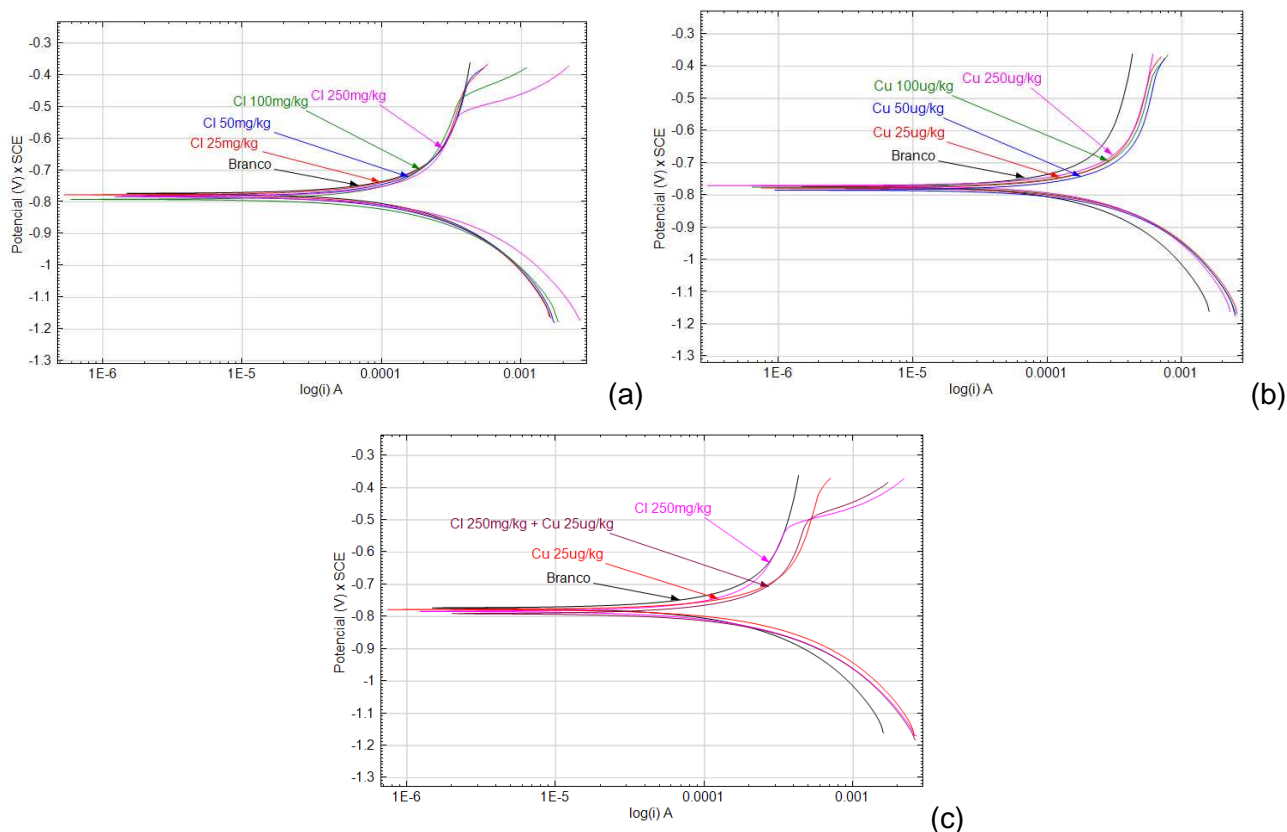 -0.3
-0.4
-0.5
-0.6
-0.7
-0.8
-0.9
-1
-1.1
-1.2
-1.3
Potencial (V) x SCE
Cl 250mg/kg
Cl 100mg/kg
Cl 50mg/kg
Cl 25mg/kg
Branco
1E-6 1E-5 0.0001 0.001
log(i) A
(a)
-0.3
-0.4
-0.5
-0.6
-0.7
-0.8
-0.9
-1
-1.1
-1.2
-1.3
Potencial (V) x SCE
Cu 250ug/kg
Cu 100ug/kg
Cu 50ug/kg
Cu 25ug/kg
Branco
1E-6 1E-5 0.0001 0.001
log(i) A
(b)
-0.3
-0.4
-0.5
-0.6
-0.7
-0.8
-0.9
-1
-1.1
-1.2
-1.3
Potencial (V) x SCE
Cl 250mg/kg
Cl 250mg/kg + Cu 25ug/kg
Cu 25ug/kg
Branco
1E-6 1E-5 0.0001 0.001
log(i) A
(c)